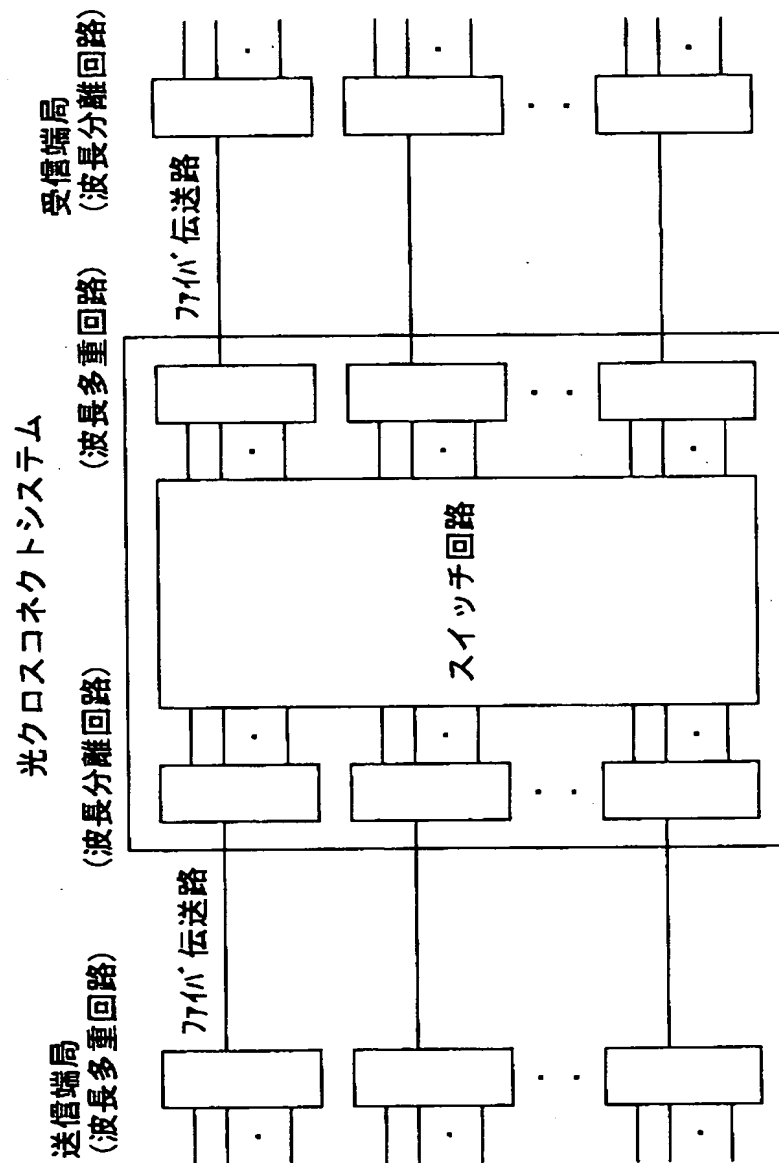 光クロスコネクトシステム
送信端局
(波長多重回路)
ファイバ伝送路
(波長分離回路)
スイッチ回路
(波長多重回路)
ファイバ伝送路
受信端局
(波長分離回路)